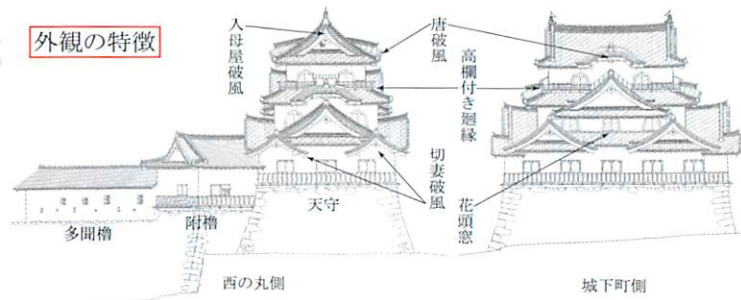 外観の特徴
入母屋破風
唐破風
高欄付き廻縁
切妻破風
花頭窓
多聞櫓
附櫓
天守
西の丸側
城下町側